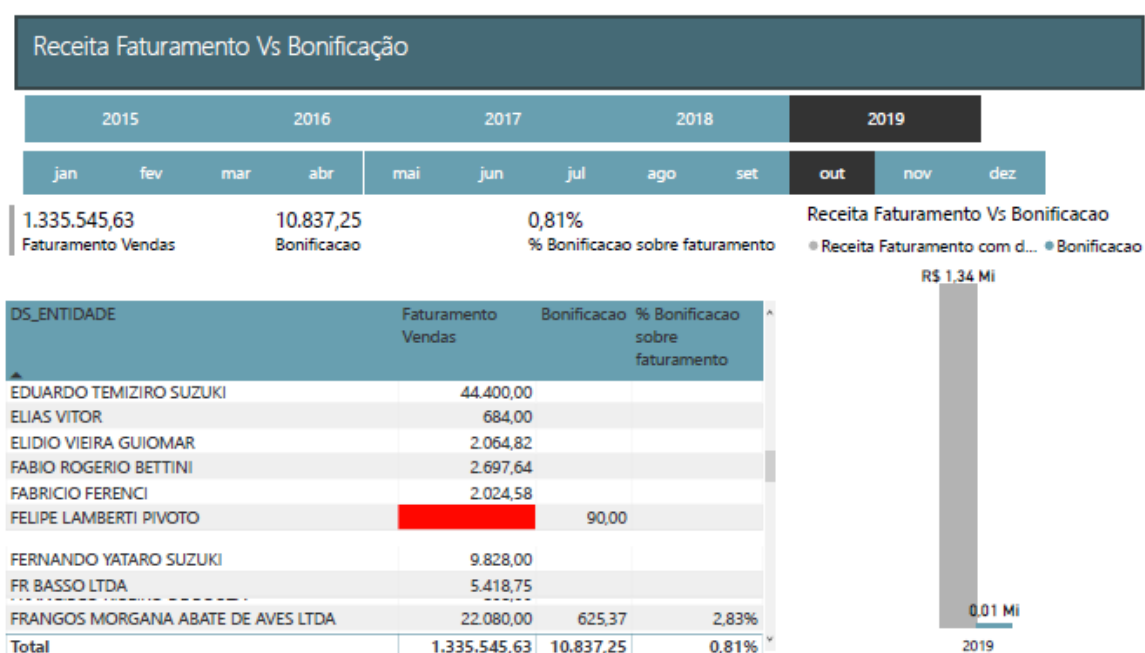 Receita Faturamento Vs Bonificação
2015 2016 2017 2018 2019
jan fev mar abr mai jun jul ago set out nov dez
1.335.545,63 10.837,25 0,81%
Faturamento Vendas Bonificacao % Bonificacao sobre faturamento
Receita Faturamento Vs Bonificacao
Receita Faturamento com d... Bonificacao
R$ 1,34 Mi
0,01 Mi
2019
DS_ENTIDADE Faturamento Bonificacao % Bonificacao
Vendas sobre
faturamento
EDUARDO TEMIZIRO SUZUKI 44.400,00
ELIAS VITOR 684,00
ELIDIO VIEIRA GUIOMAR 2.064,82
FABIO ROGERIO BETTINI 2.697,64
FABRICIO FERENCI 2.024,58
FELIPE LAMBERTI PIVOTO 90,00
FERNANDO YATARO SUZUKI 9.828,00
FR BASSO LTDA 5.418,75
FRANGOS MORGANA ABATE DE AVES LTDA 22.080,00 625,37 2,83%
Total 1.335.545,63 10.837,25 0,81%